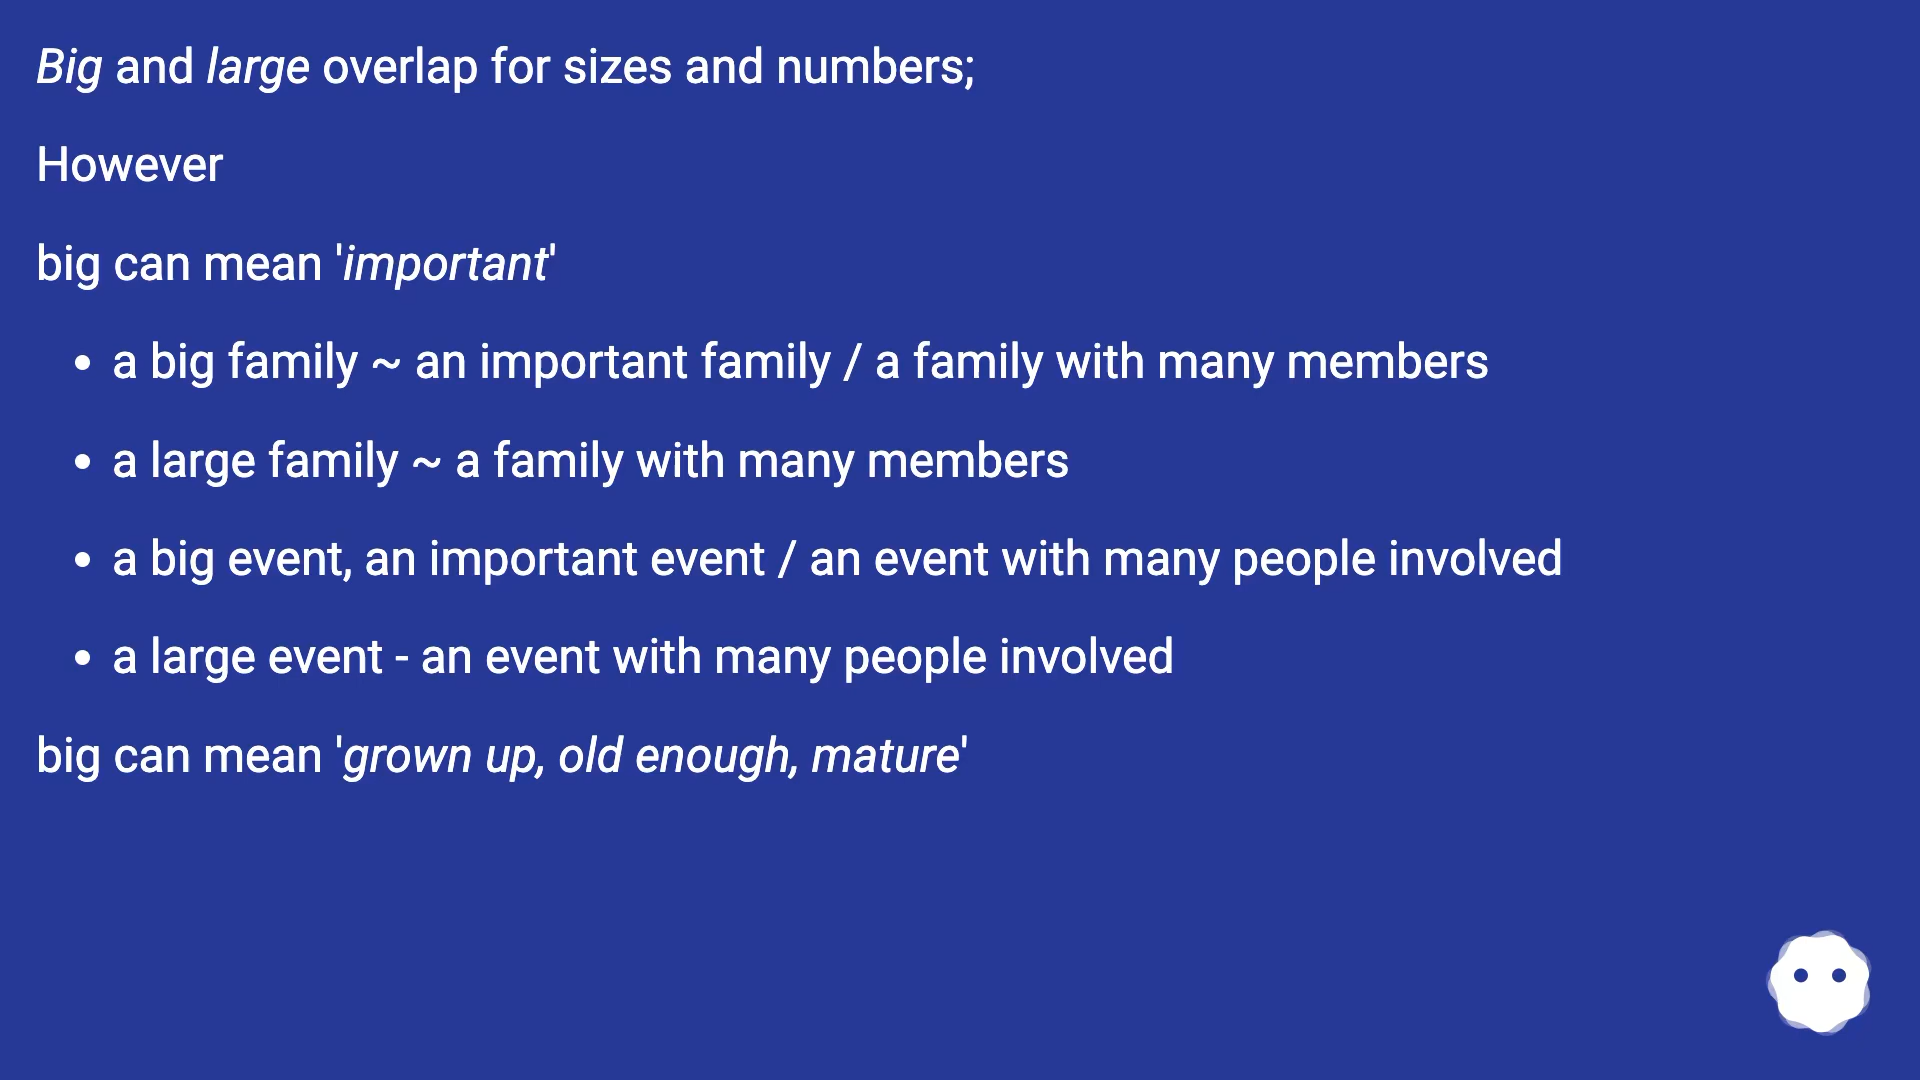 Big and large overlap for sizes and numbers;
However
big can mean 'important'
• a big family ~ an important family / a family with many members
• a large family ~ a family with many members
• a big event, an important event / an event with many people involved
• a large event - an event with many people involved
big can mean 'grown up, old enough, mature'